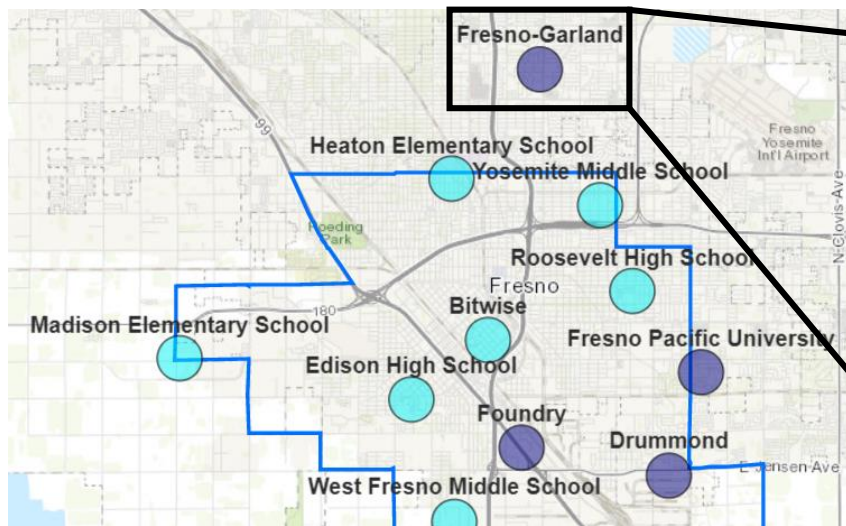 Fresno-Garland
99
Fresno
Yosemite
Int'l Airport
Heaton Elementary School
Yosemite Middle School
N-Clovis-Ave
Roeding
Park
Roosevelt High School
Fresno
Bitwise
180
Madison Elementary School
Fresno Pacific University
Edison High School
Foundry
Drummond
E Jensen Ave
West Fresno Middle School